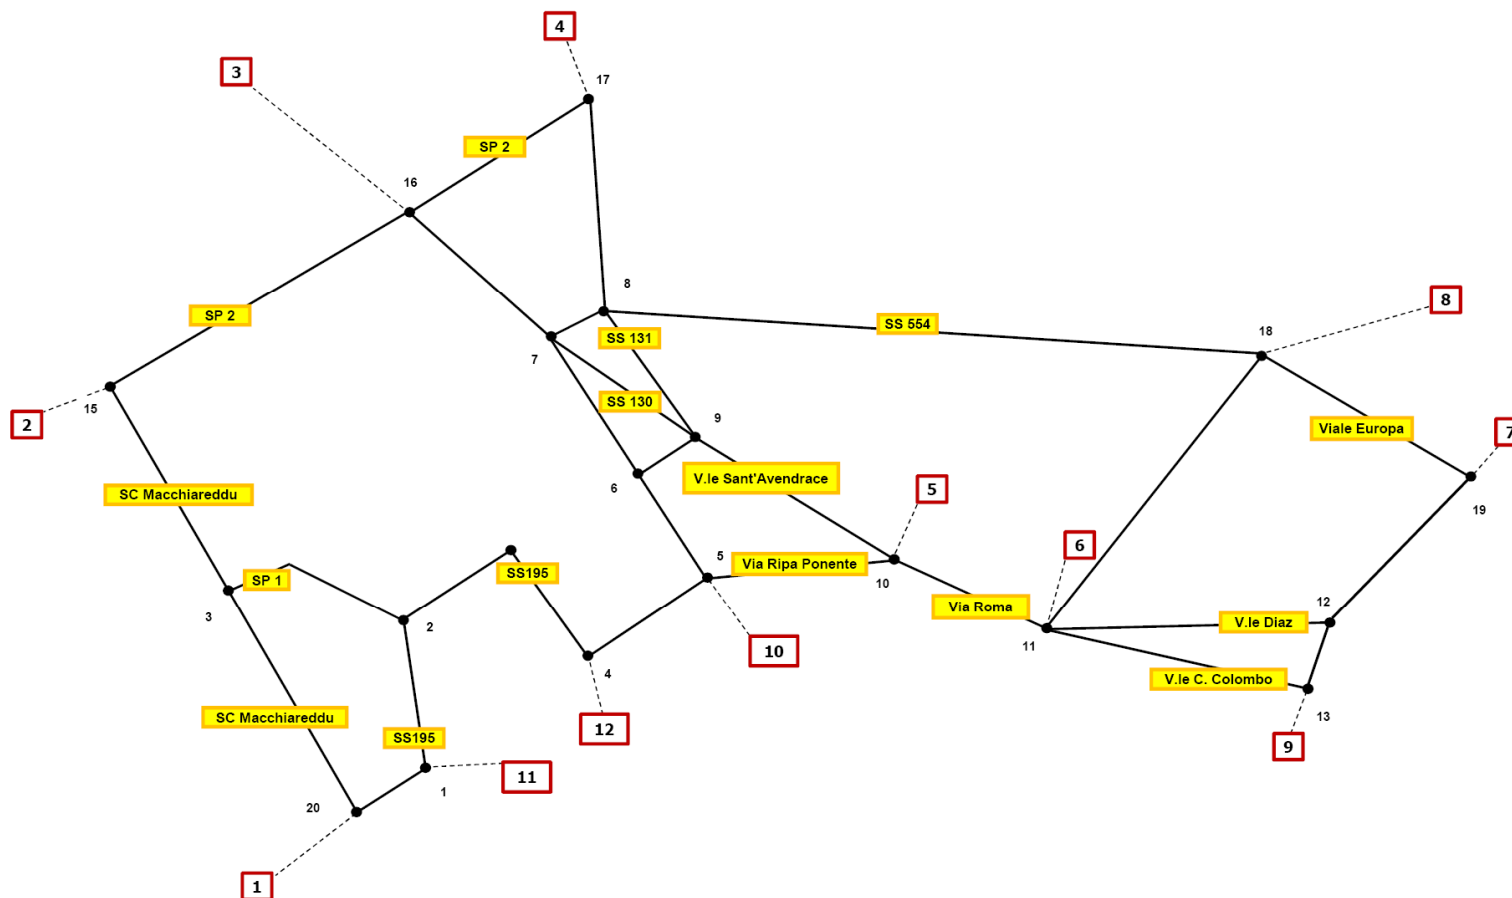 4
17
3
SP 2
16
8
8
SP 2
SS 554
18
SS 131
7
2
15
SS 130
9
Viale Europa
7
V.le Sant'Avendrace
SC Macchiareddu
6
5
19
6
5
Via Ripa Ponente
SS195
SP 1
10
Via Roma
12
3
2
V.le Diaz
11
10
4
V.le C. Colombo
SC Macchiareddu
13
12
SS195
9
11
1
20
1